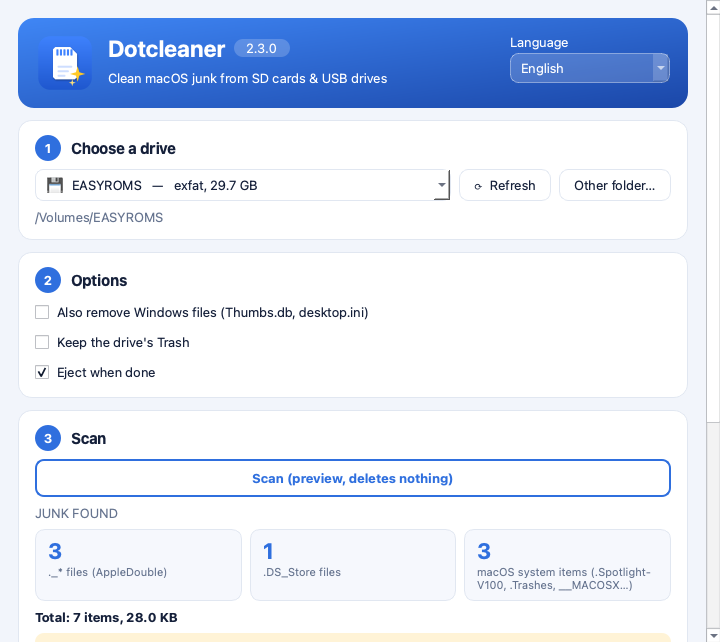 Dotcleaner 2.3.0
Clean macOS junk from SD cards & USB drives
Language
English
1 Choose a drive
EASYROMS — exfat, 29.7 GB
Refresh
Other folder...
/Volumes/EASYROMS
2 Options
Also remove Windows files (Thumbs.db, desktop.ini)
Keep the drive's Trash
Eject when done
3 Scan
Scan (preview, deletes nothing)
JUNK FOUND
3
._* files (AppleDouble)
1
.DS_Store files
3
macOS system items (.Spotlight-
V100, .Trashes, __MACOSX...)
Total: 7 items, 28.0 KB